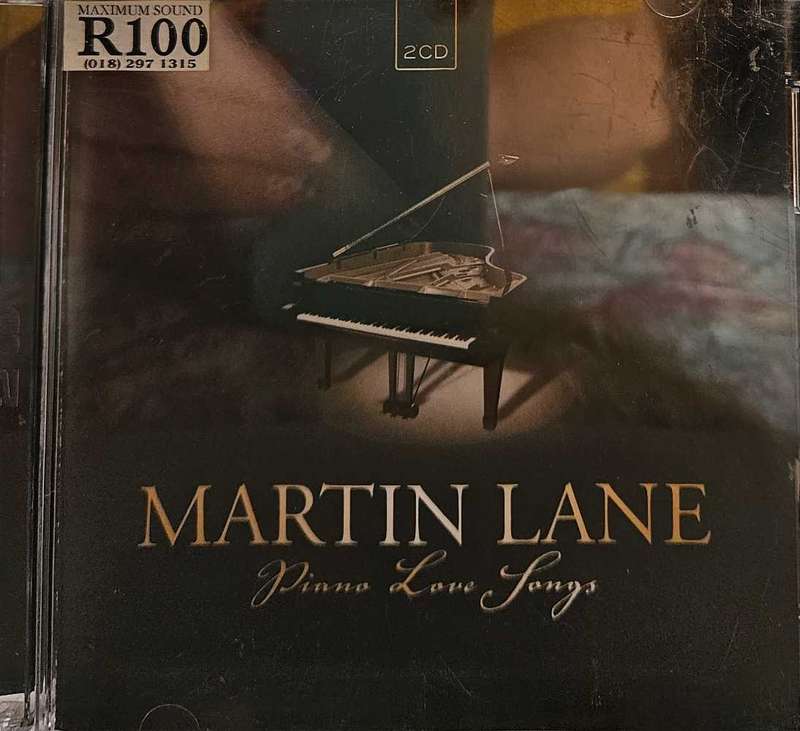 MAXIMUM SOUND
R100
(018) 297 1315
2CD
MARTIN LANE
Piano Love Songs